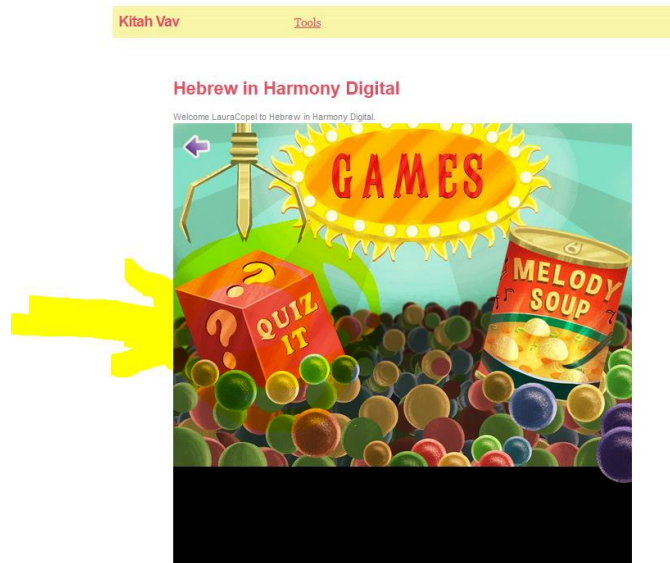 Kitah Vav
Tools
Hebrew in Harmony Digital
Welcome LauraCopel to Hebrew in Harmony Digital.
GAMES
MELODY
SOUP
QUIZ
IT